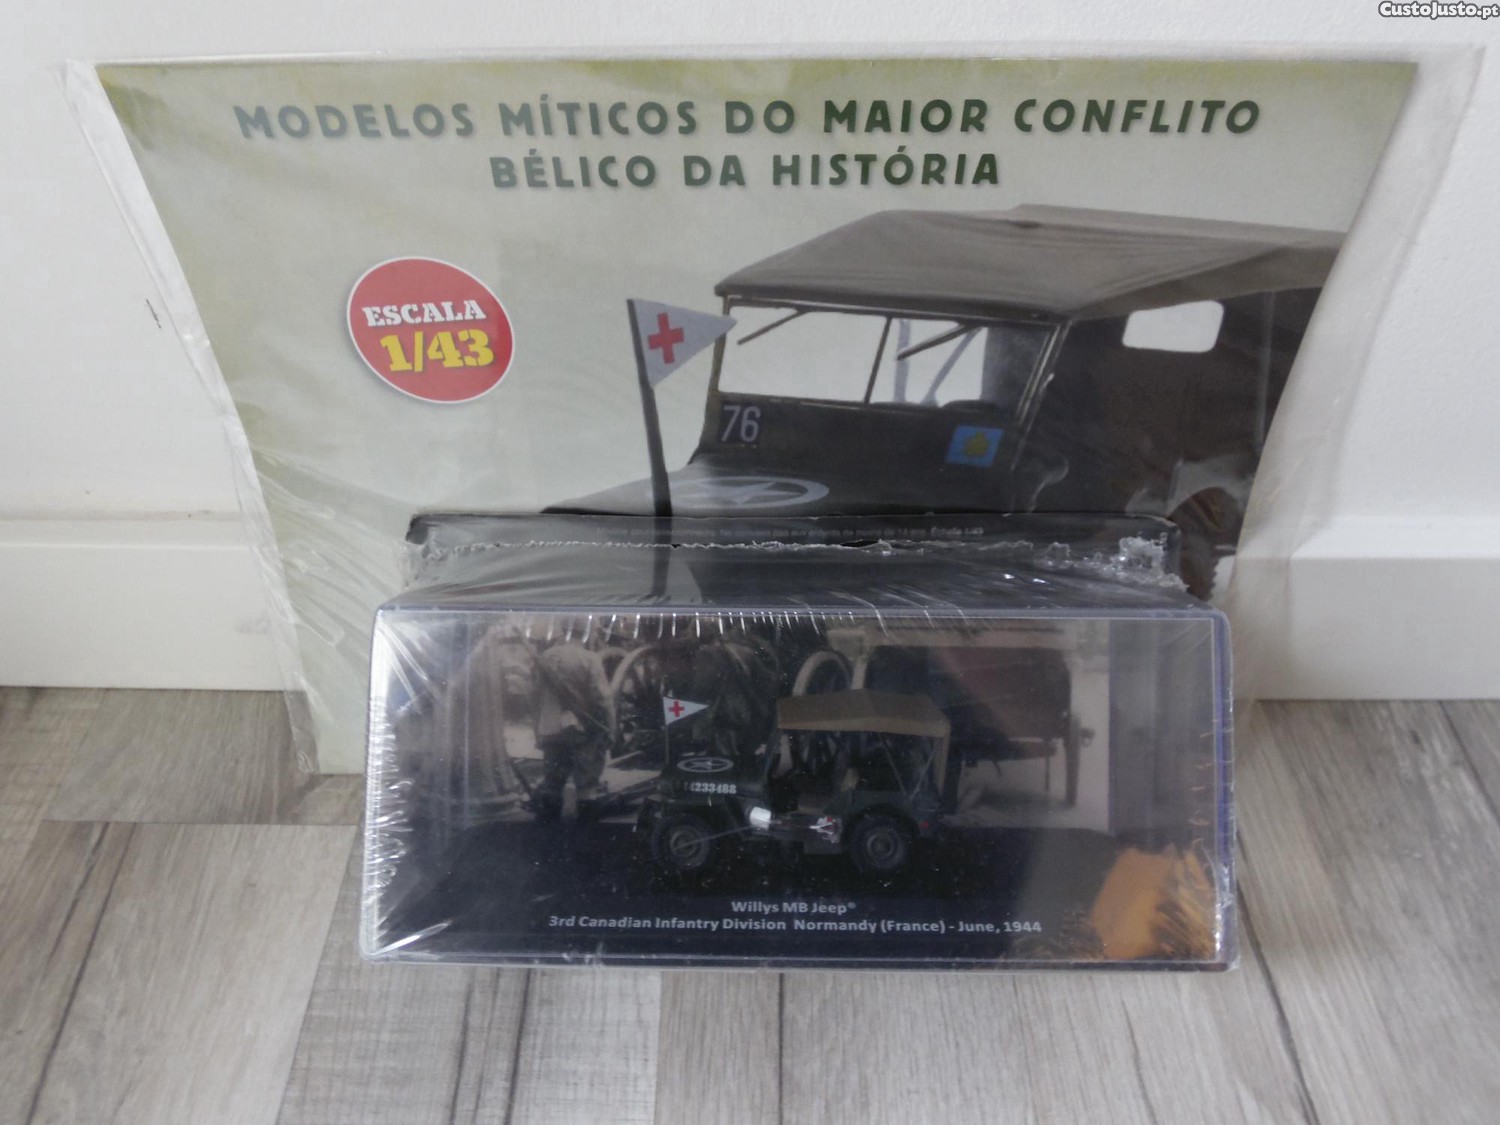 CustoJusto.pt
MODELOS MÍTICOS DO MAIOR CONFLITO
BÉLICO DA HISTÓRIA
ESCALA
1/43
76
233488
Willys MB Jeep®
3rd Canadian Infantry Division Normandy (France) - June, 1944